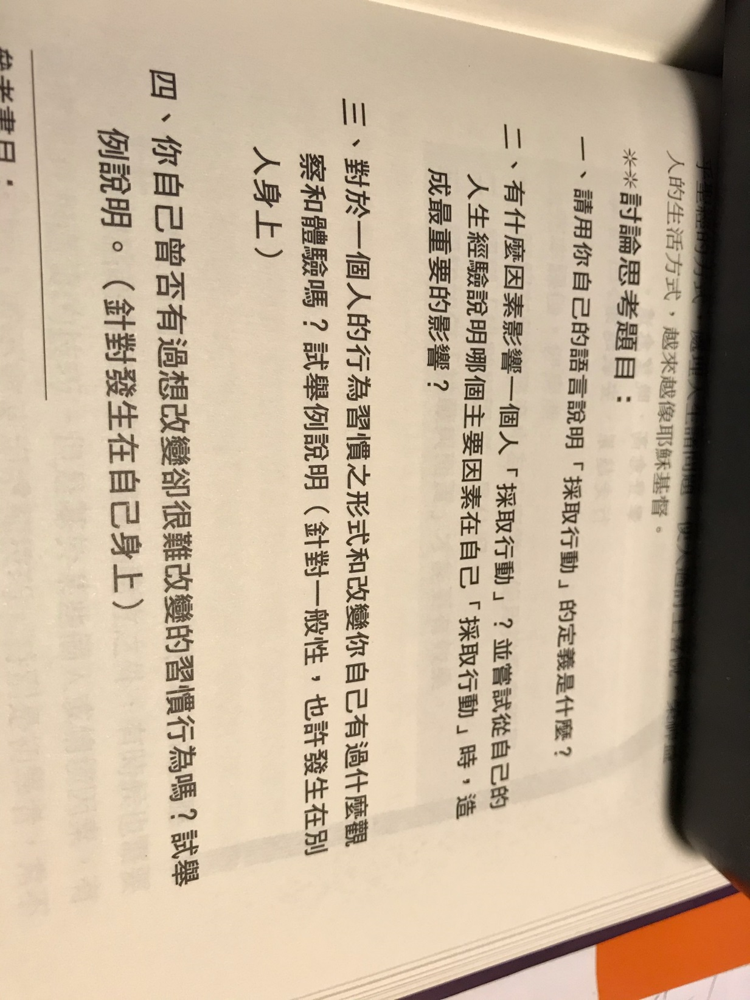 人的生活方式，越來越像耶穌基督。
※※討論思考題目：
一、請用你自己的語言說明「採取行動」的定義是什麼？
二、有什麼因素影響一個人「採取行動」？並嘗試從自己的
人生經驗說明哪個主要因素在自己「採取行動」時，造
成最重要的影響？
三、對於一個人的行為習慣之形式和改變你自己有過什麼觀
察和體驗嗎？試舉例說明（針對一般性，也許發生在別
人身上）
四、你自己曾否有過想改變卻很難改變的習慣行為嗎？試舉
例說明。（針對發生在自己身上）
參考書目：